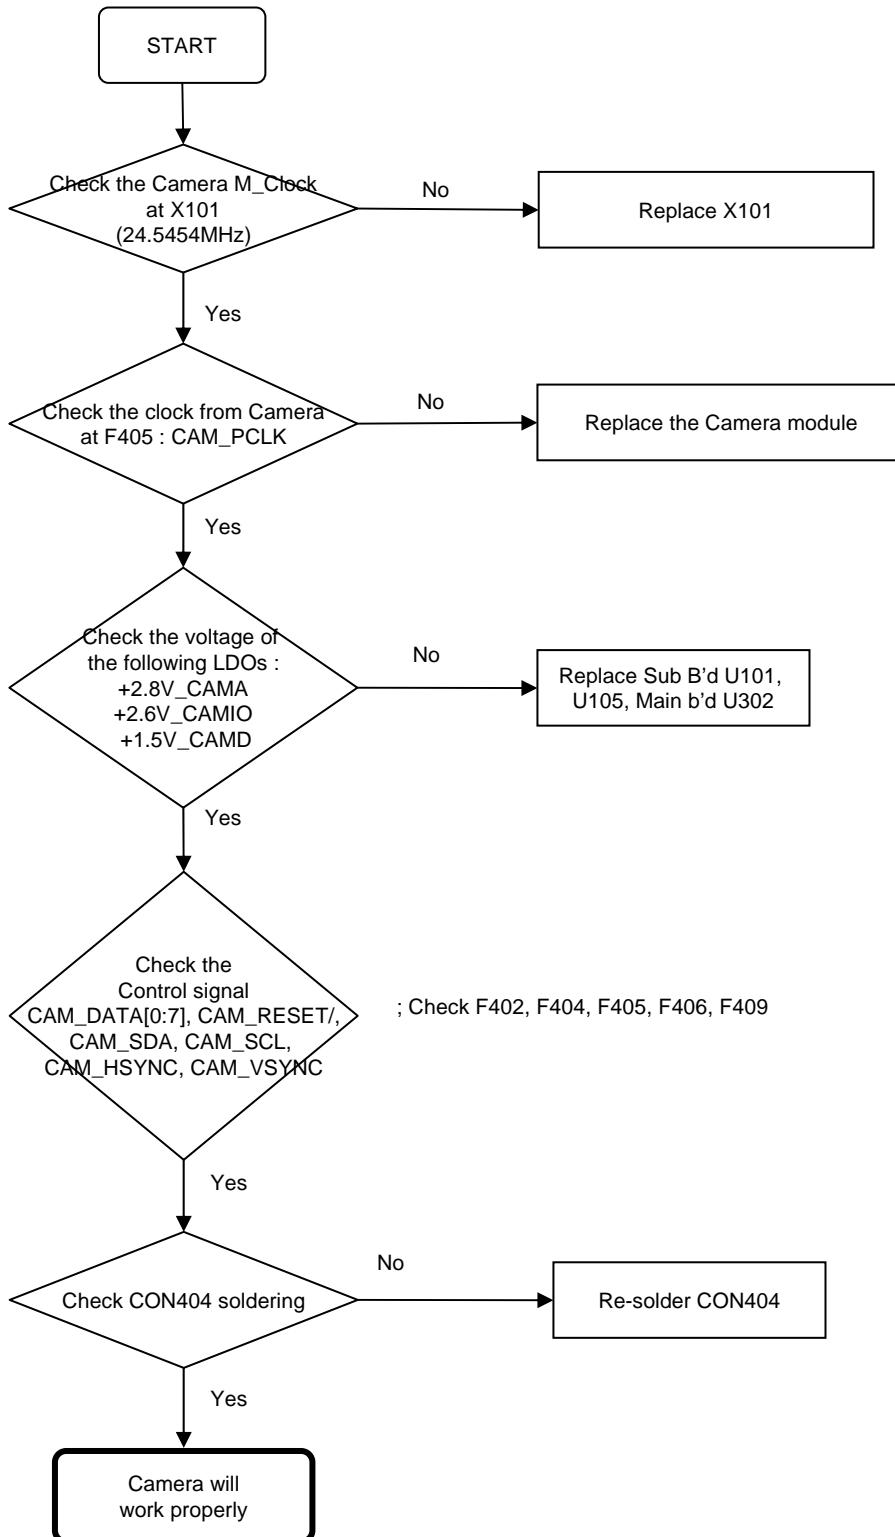 START
Check the Camera M_Clock
at X101
(24.5454MHz)
No
Replace X101
Yes
Check the clock from Camera
at F405 : CAM_PCLK
No
Replace the Camera module
Yes
Check the voltage of
the following LDOs :
+2.8V_CAMA
+2.6V_CAMIO
+1.5V_CAMD
No
Replace Sub B’d U101,
U105, Main b’d U302
Yes
Check the
Control signal
CAM_DATA[0:7], CAM_RESET/,
CAM_SDA, CAM_SCL,
CAM_HSYNC, CAM_VSYNC
; Check F402, F404, F405, F406, F409
Yes
Check CON404 soldering
No
Re-solder CON404
Yes
Camera will
work properly